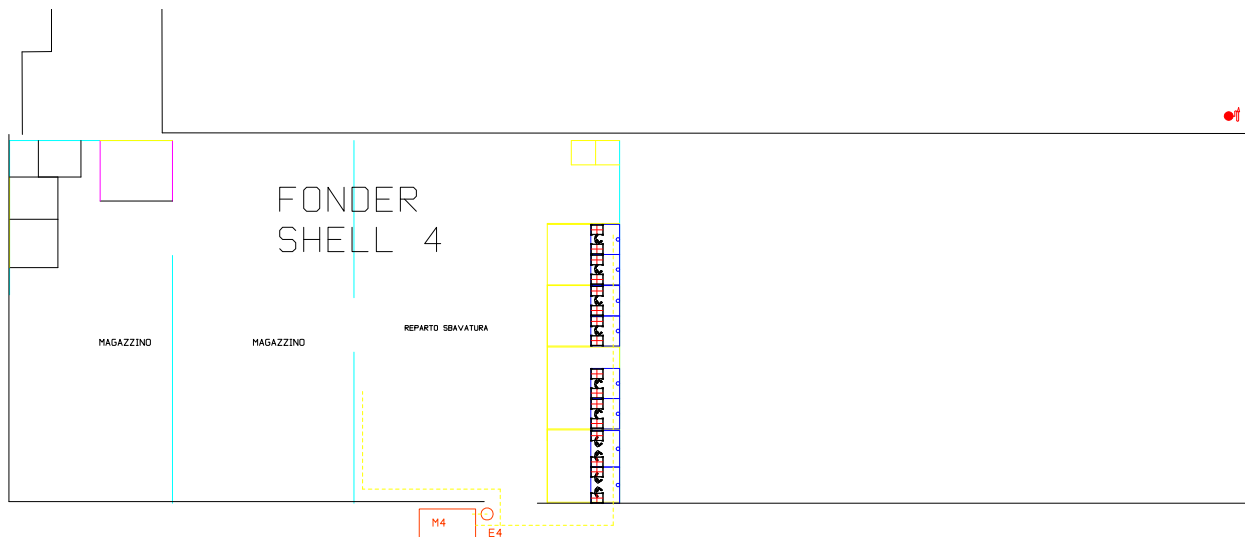 FONDER
SHELL 4
REPARTO SBAVATURA
MAGAZZINO
MAGAZZINO
M4
E4